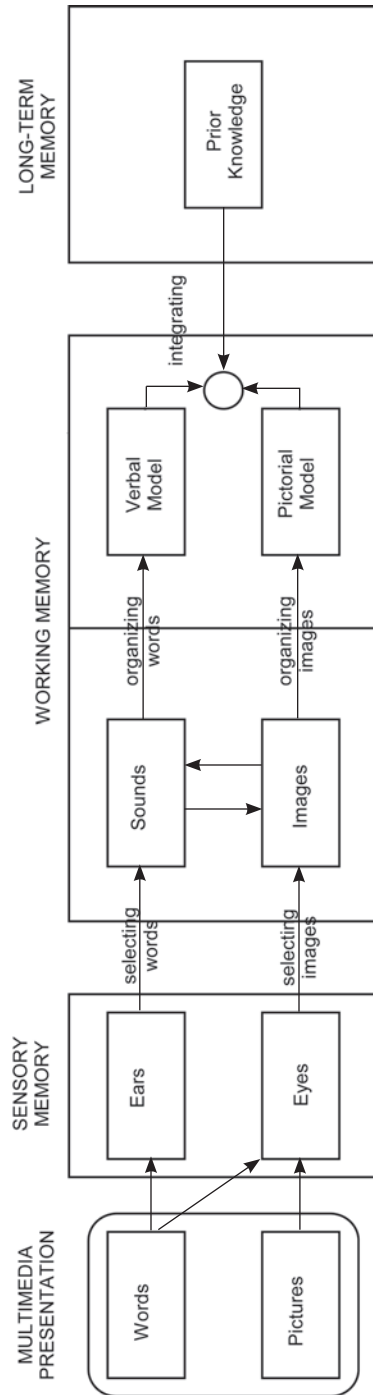 MULTIMEDIA
PRESENTATION
SENSORY
MEMORY
WORKING MEMORY
LONG-TERM
MEMORY
Words
Ears
selecting
words
Sounds
organizing
words
Verbal
Model
integrating
Prior
Knowledge
Pictures
Eyes
selecting
images
Images
organizing
images
Pictorial
Model